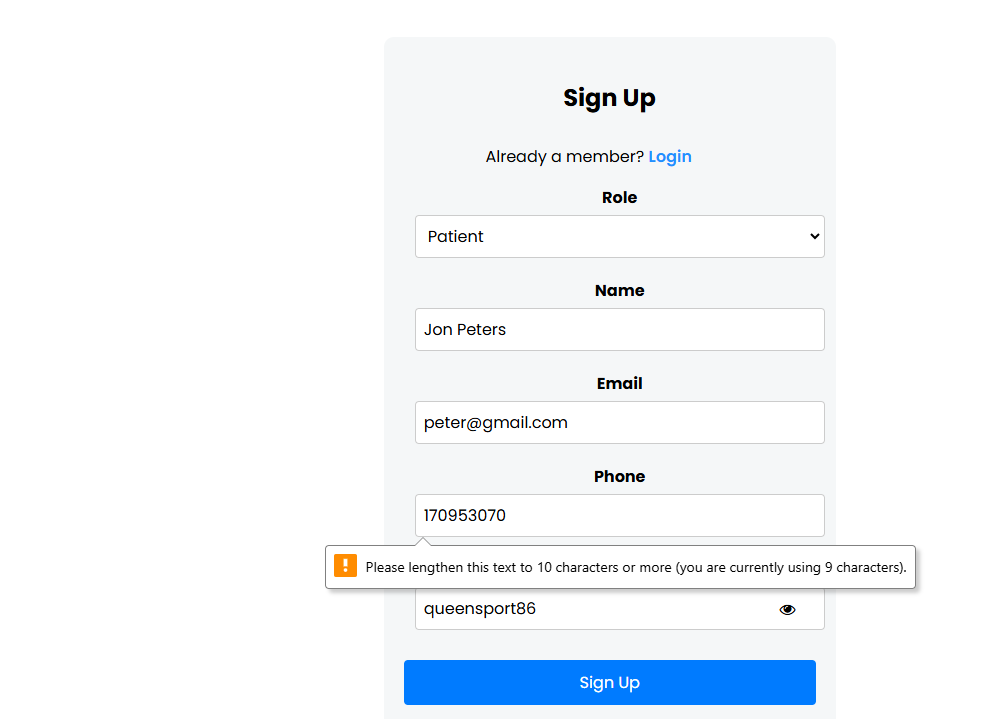 Sign Up
Already a member? Login
Role
Patient
Name
Jon Peters
Email
peter@gmail.com
Phone
170953070
Please lengthen this text to 10 characters or more (you are currently using 9 characters).
queensport86
Sign Up